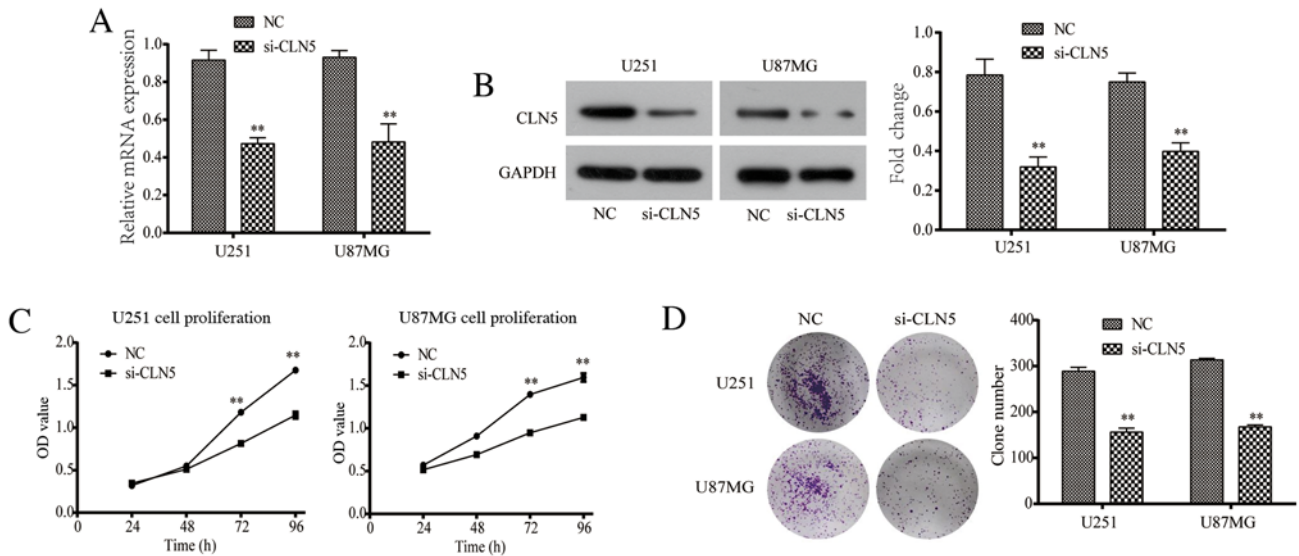 A
NC
si-CLN5
Relative mRNA expression
1.0
0.8
0.6
0.4
0.2
0.0
**
**
U251
U87MG
B
U251
U87MG
CLN5
GAPDH
NC
si-CLN5
NC
si-CLN5
NC
si-CLN5
Fold change
1.0
0.8
0.6
0.4
0.2
0.0
**
**
U251
U87MG
C
U251 cell proliferation
NC
si-CLN5
OD value
2.0
1.5
1.0
0.5
0.0
**
**
0
24
48
72
96
Time (h)
U87MG cell proliferation
NC
si-CLN5
OD value
2.0
1.5
1.0
0.5
0.0
**
**
0
24
48
72
96
Time (h)
D
NC
si-CLN5
U251
U87MG
NC
si-CLN5
Clone number
400
300
200
100
0
**
**
U251
U87MG